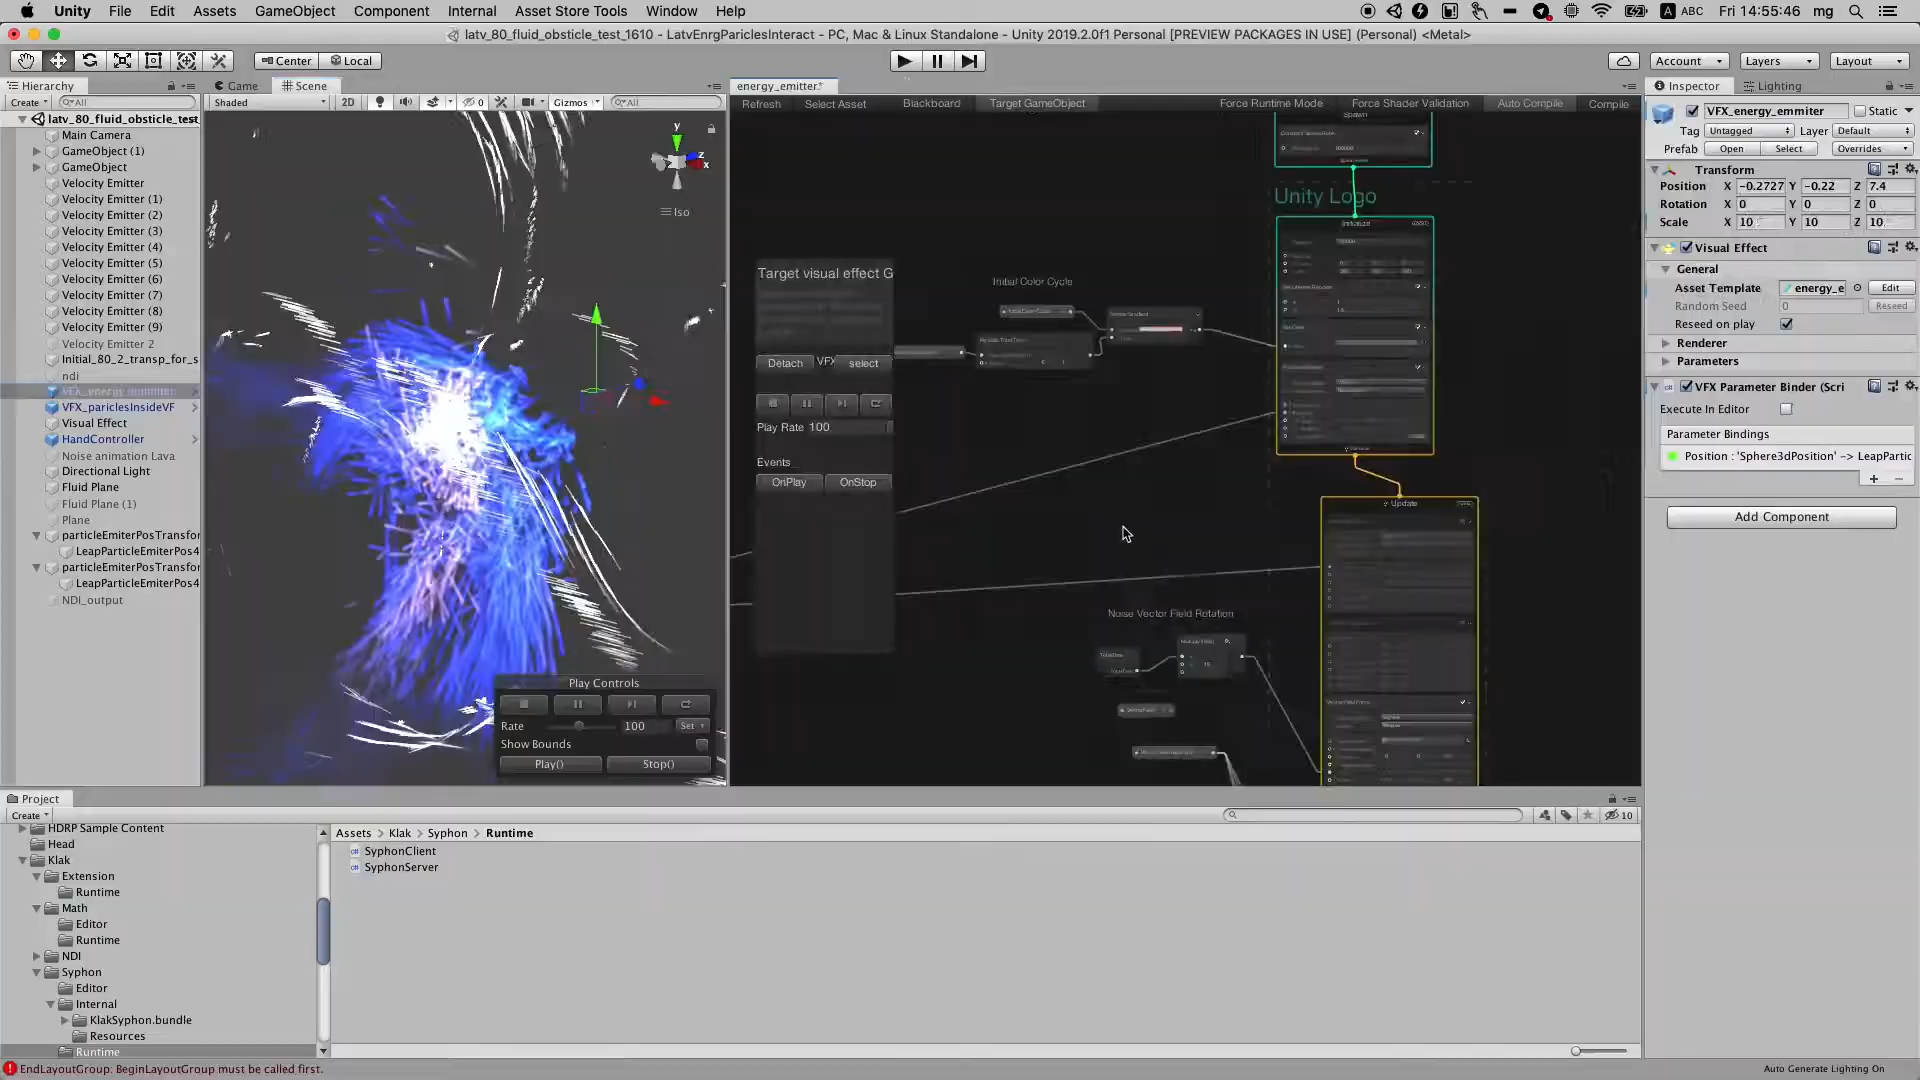 Unity File Edit Assets GameObject Component Internal Asset Store Tools Window Help
ABC Fri 14:55:46 mg
latv_80_fluid_obsticle_test_1610 - LatvEnrgPariclesInteract - PC, Mac & Linux Standalone - Unity 2019.2.0f1 Personal [PREVIEW PACKAGES IN USE] (Personal) <Metal>
Center Local
Account Layers Layout
Hierarchy
Create All
latv_80_fluid_obsticle_test_
Main Camera
GameObject (1)
GameObject
Velocity Emitter
Velocity Emitter (1)
Velocity Emitter (2)
Velocity Emitter (3)
Velocity Emitter (4)
Velocity Emitter (5)
Velocity Emitter (6)
Velocity Emitter (7)
Velocity Emitter (8)
Velocity Emitter (9)
Velocity Emitter 2
Initial_80_2_transp_for_s
ndi
VFX_energy_emmiter
VFX_pariclesInsideVF
Visual Effect
HandController
Noise animation Lava
Directional Light
Fluid Plane
Fluid Plane (1)
Plane
particleEmiterPosTransfor
LeapParticleEmiterPos4
particleEmiterPosTransfor
LeapParticleEmiterPos4
NDI_output
Game Scene
Shaded 2D 0 Gizmos All
y
z
x
Iso
Play Controls
Rate 100 Set
Show Bounds
Play() Stop()
energy_emitter*
Refresh Select Asset Blackboard Target GameObject Force Runtime Mode Force Shader Validation Auto Compile Compile
Spawn
Unity Logo
Initial Color Cycle
Target visual effect G
Detach VFX select
Play Rate 100
Events
OnPlay OnStop
Update
Noise Vector Field Rotation
Inspector Lighting
VFX_energy_emmiter Static
Tag Untagged Layer Default
Prefab Open Select Overrides
Transform
Position X -0.2727 Y -0.22 Z 7.4
Rotation X 0 Y 0 Z 0
Scale X 10 Y 10 Z 10
Visual Effect
General
Asset Template energy_e Edit
Random Seed 0 Reseed
Reseed on play
Renderer
Parameters
VFX Parameter Binder (Scri
Execute In Editor
Parameter Bindings
Position : 'Sphere3dPosition' -> LeapPartic
+ −
Add Component
Project
Create
10
HDRP Sample Content
Head
Klak
Extension
Runtime
Math
Editor
Runtime
NDI
Syphon
Editor
Internal
KlakSyphon.bundle
Resources
Runtime
Assets > Klak > Syphon > Runtime
SyphonClient
SyphonServer
EndLayoutGroup: BeginLayoutGroup must be called first.
Auto Generate Lighting On